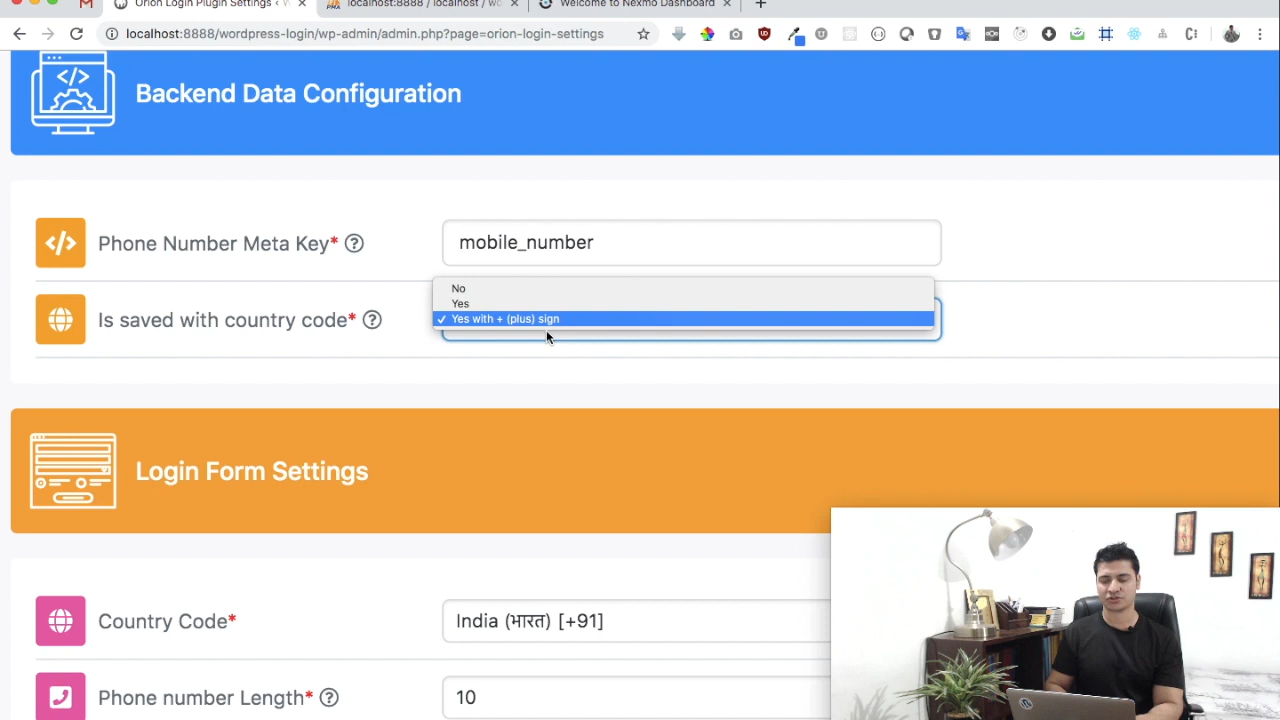 Orion Login Plugin Settings ‹ W
localhost:8888 / localhost / wo
Welcome to Nexmo Dashboard
localhost:8888/wordpress-login/wp-admin/admin.php?page=orion-login-settings
Backend Data Configuration
Phone Number Meta Key*
mobile_number
No
Yes
✓ Yes with + (plus) sign
Is saved with country code*
Login Form Settings
Country Code*
India (भारत) [+91]
Phone number Length*
10